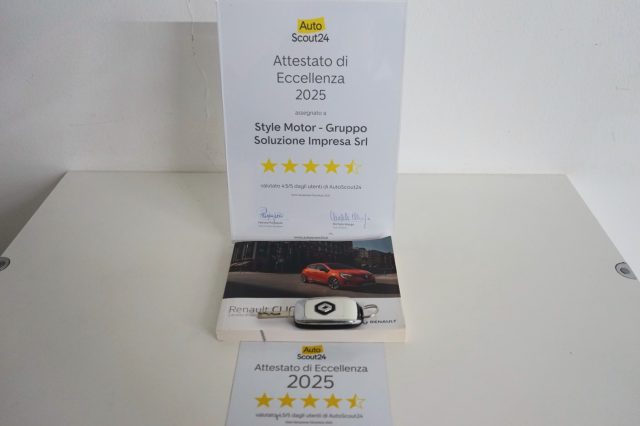 Auto
Scout24
Attestato di
Eccellenza
2025
assegnato a
Style Motor - Gruppo
Soluzione Impresa Srl
valutato 4.5/5 dagli utenti di AutoScout24
Renault CLIO
RENAULT
Auto
Scout24
Attestato di Eccellenza
2025
valutato 4.5/5 dagli utenti di AutoScout24